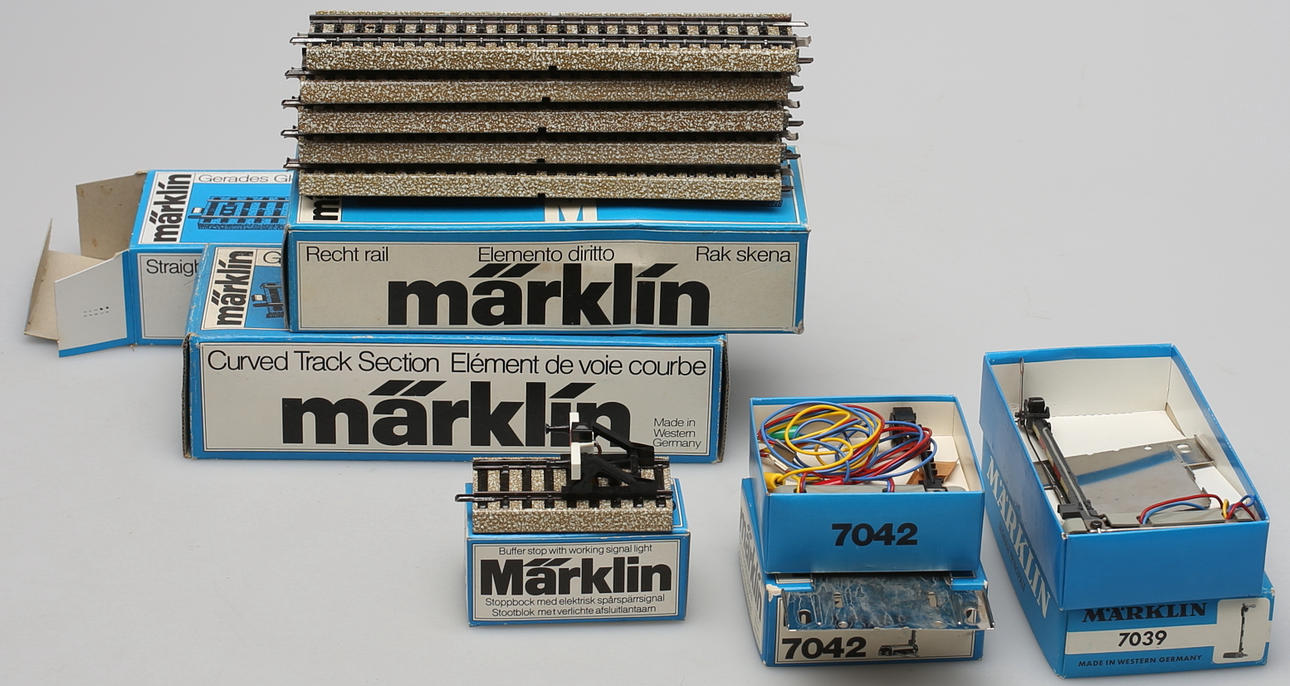 märklin
Gerades Gl
Straigh
M
Recht rail Elemento diritto Rak skena
märklin
märklin
G
Curved Track Section Elément de voie courbe
märklin
Made in
Western
Germany
Buffer stop with working signal light
Märklin
Stoppbock med elektrisk spårspärrsignal
Stootblok met verlichte afsluitlantaarn
7042
7042
MÄRKLIN
MÄRKLIN
7039
MADE IN WESTERN GERMANY